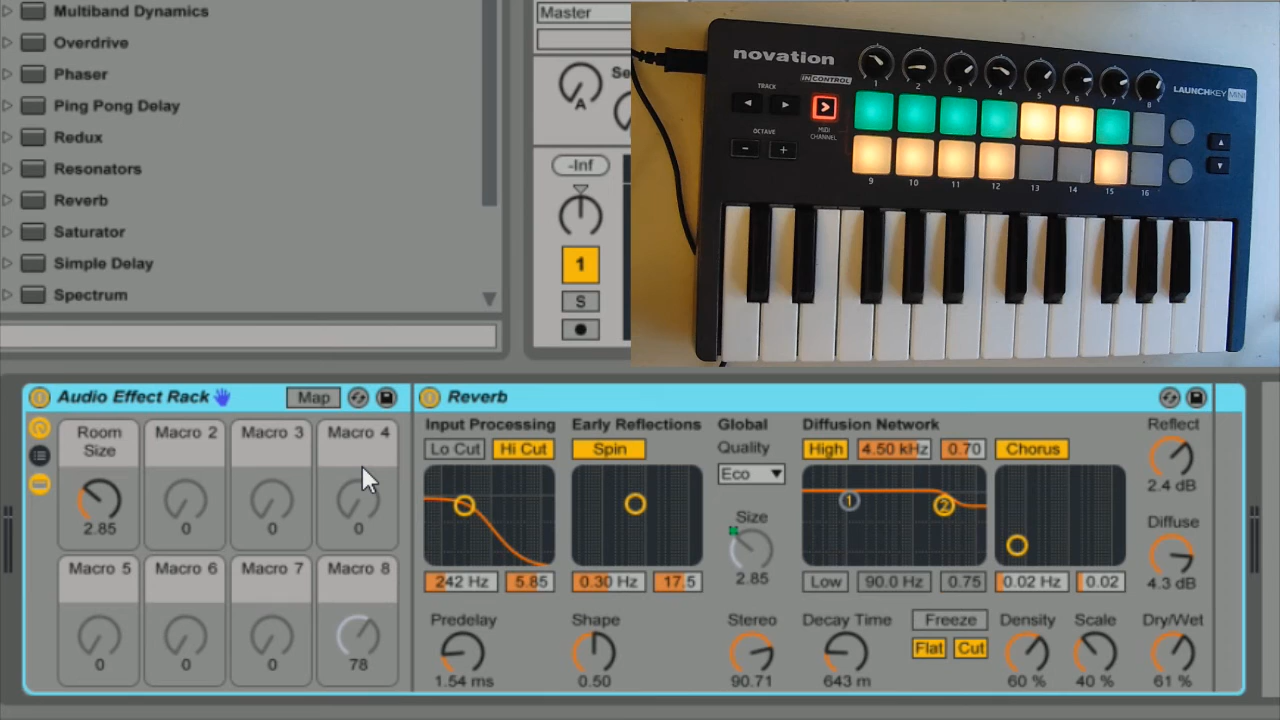 Multiband Dynamics
Overdrive
Phaser
Ping Pong Delay
Redux
Resonators
Reverb
Saturator
Simple Delay
Spectrum
Master
Se
A
-Inf
1
S
novation
IN CONTROL
TRACK
OCTAVE
- +
MIDI
CHANNEL
1 2 3 4 5 6 7 8
LAUNCHKEY MINI
9 10 11 12 13 14 15 16
Audio Effect Rack
Map
Room
Size
2.85
Macro 2
0
Macro 3
0
Macro 4
0
Macro 5
0
Macro 6
0
Macro 7
0
Macro 8
78
Reverb
Input Processing
Lo Cut Hi Cut
242 Hz 5.85
Predelay
1.54 ms
Early Reflections
Spin
0.30 Hz 17.5
Shape
0.50
Global
Quality
Eco
Size
2.85
Stereo
90.71
Diffusion Network
High 4.50 kHz 0.70 Chorus
1 2
Low 90.0 Hz 0.75 0.02 Hz 0.02
Decay Time
643 m
Freeze
Flat Cut
Density
60 %
Scale
40 %
Reflect
2.4 dB
Diffuse
4.3 dB
Dry/Wet
61 %